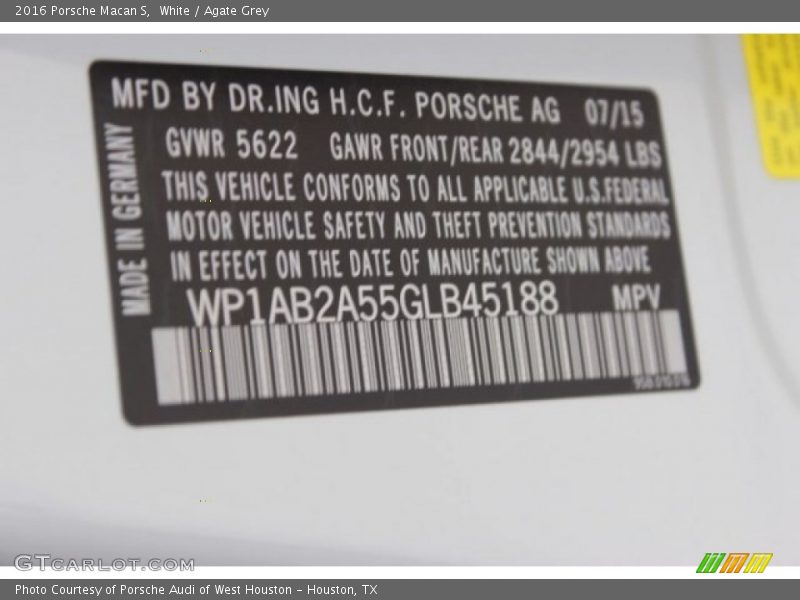 2016 Porsche Macan S, White / Agate Grey
MFD BY DR.ING H.C.F. PORSCHE AG 07/15
GVWR 5622 GAWR FRONT/REAR 2844/2954 LBS
THIS VEHICLE CONFORMS TO ALL APPLICABLE U.S.FEDERAL
MOTOR VEHICLE SAFETY AND THEFT PREVENTION STANDARDS
IN EFFECT ON THE DATE OF MANUFACTURE SHOWN ABOVE
WP1AB2A55GLB45188 MPV
MADE IN GERMANY
GTCARLOT.COM
Photo Courtesy of Porsche Audi of West Houston - Houston, TX